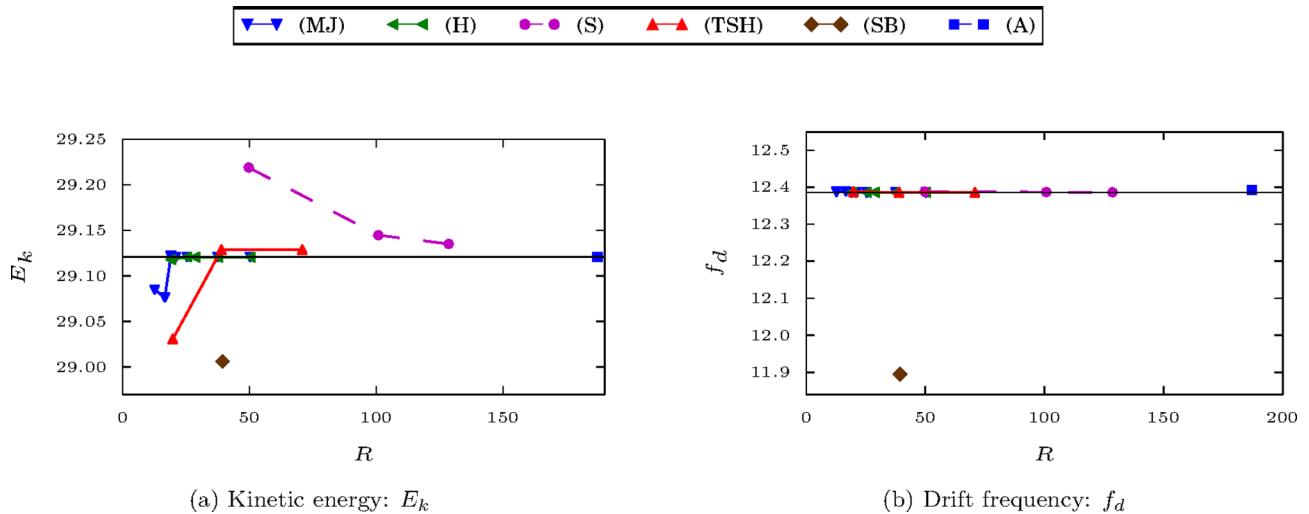 (MJ) (H) (S) (TSH) (SB) (A)
29.25
29.20
29.15
29.10
29.05
29.00
E_k
0 50 100 150
R
(a) Kinetic energy: E_k
12.5
12.4
12.3
12.2
12.1
12.0
11.9
f_d
0 50 100 150 200
R
(b) Drift frequency: f_d